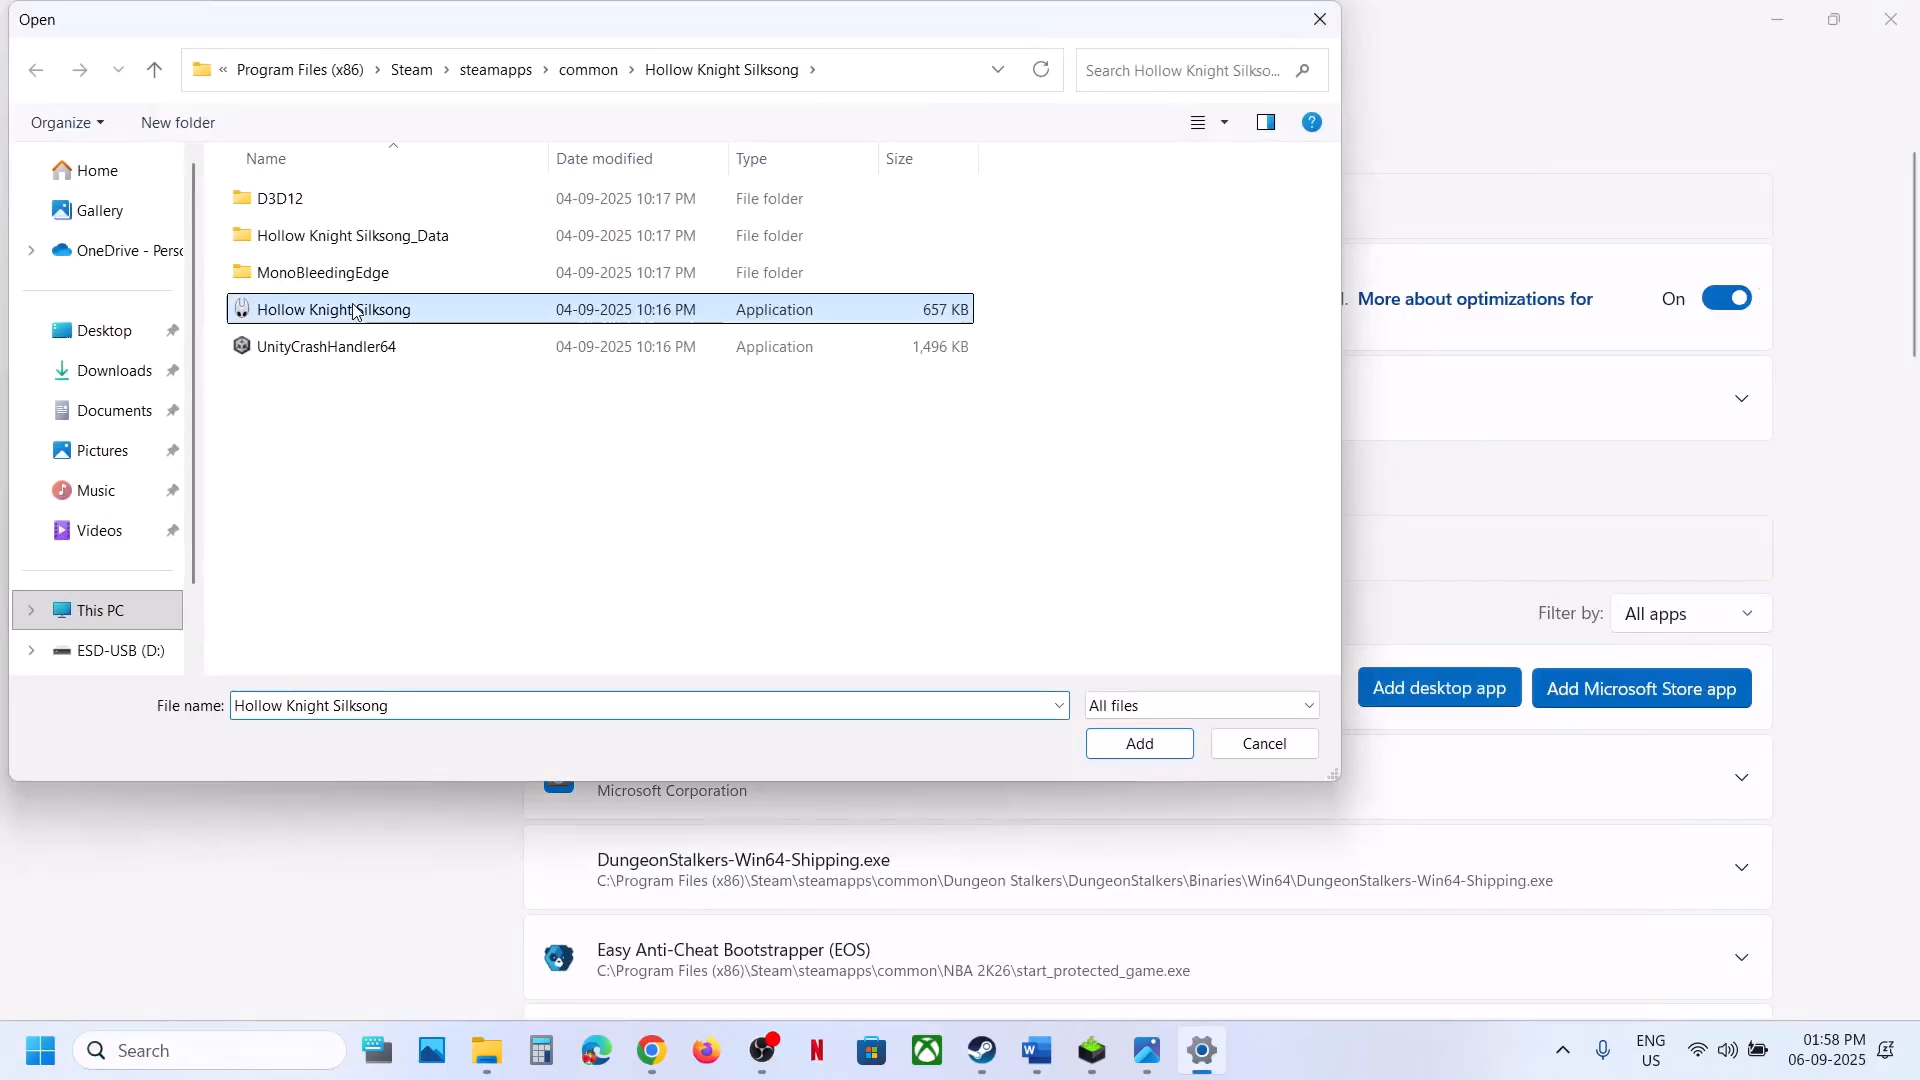 Open
« Program Files (x86) › Steam › steamapps › common › Hollow Knight Silksong ›
Search Hollow Knight Silkso...
Organize
New folder
Name
Date modified
Type
Size
Home
Gallery
OneDrive - Perso
Desktop
Downloads
Documents
Pictures
Music
Videos
This PC
ESD-USB (D:)
D3D12 04-09-2025 10:17 PM File folder
Hollow Knight Silksong_Data 04-09-2025 10:17 PM File folder
MonoBleedingEdge 04-09-2025 10:17 PM File folder
Hollow Knight Silksong 04-09-2025 10:16 PM Application 657 KB
UnityCrashHandler64 04-09-2025 10:16 PM Application 1,496 KB
File name: Hollow Knight Silksong
All files
Add
Cancel
l. More about optimizations for
On
Filter by: All apps
Add desktop app
Add Microsoft Store app
Microsoft Corporation
DungeonStalkers-Win64-Shipping.exe
C:\Program Files (x86)\Steam\steamapps\common\Dungeon Stalkers\DungeonStalkers\Binaries\Win64\DungeonStalkers-Win64-Shipping.exe
Easy Anti-Cheat Bootstrapper (EOS)
C:\Program Files (x86)\Steam\steamapps\common\NBA 2K26\start_protected_game.exe
Search
ENG
US
01:58 PM
06-09-2025